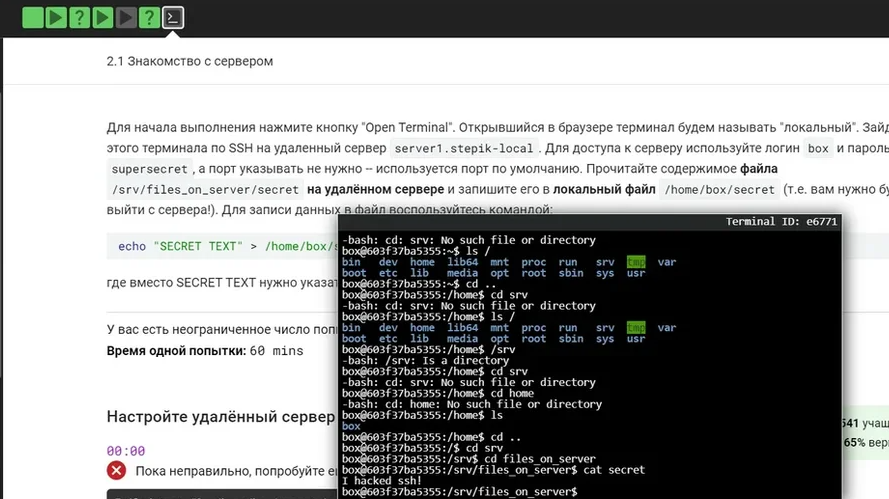 2.1 Знакомство с сервером
Для начала выполнения нажмите кнопку "Open Terminal". Открывшийся в браузере терминал будем называть "локальный".
этого терминала по SSH на удаленный сервер server1.stepik-local . Для доступа к серверу используйте логин box и пароль
supersecret , а порт указывать не нужно -- используется порт по умолчанию. Прочитайте содержимое файла
/srv/files_on_server/secret на удалённом сервере и запишите его в локальный файл /home/box/secret (т.е. вам нужно
выйти с сервера!). Для записи данных в файл воспользуйтесь командой:
echo "SECRET TEXT" > /home/box/
где вместо SECRET TEXT нужно
У вас есть неограниченное число
Время одной попытки: 60 mins
Настройте удалённый сервер
00:00
Пока неправильно, попробуйте
541
65%
Terminal ID: e6771
-bash: cd: srv: No such file or directory
box@603f37ba5355:~$ ls /
bin dev home lib64 mnt proc run srv tmp var
boot etc lib media opt root sbin sys usr
box@603f37ba5355:~$ cd ..
box@603f37ba5355:/home$ cd srv
-bash: cd: srv: No such file or directory
box@603f37ba5355:/home$ ls /
bin dev home lib64 mnt proc run srv tmp var
boot etc lib media opt root sbin sys usr
box@603f37ba5355:/home$ /srv
-bash: /srv: Is a directory
box@603f37ba5355:/home$ cd srv
-bash: cd: srv: No such file or directory
box@603f37ba5355:/home$ cd home
-bash: cd: home: No such file or directory
box@603f37ba5355:/home$ ls
box
box@603f37ba5355:/home$ cd ..
box@603f37ba5355:/$ cd srv
box@603f37ba5355:/srv$ cd files_on_server
box@603f37ba5355:/srv/files_on_server$ cat secret
I hacked ssh!
box@603f37ba5355:/srv/files_on_server$